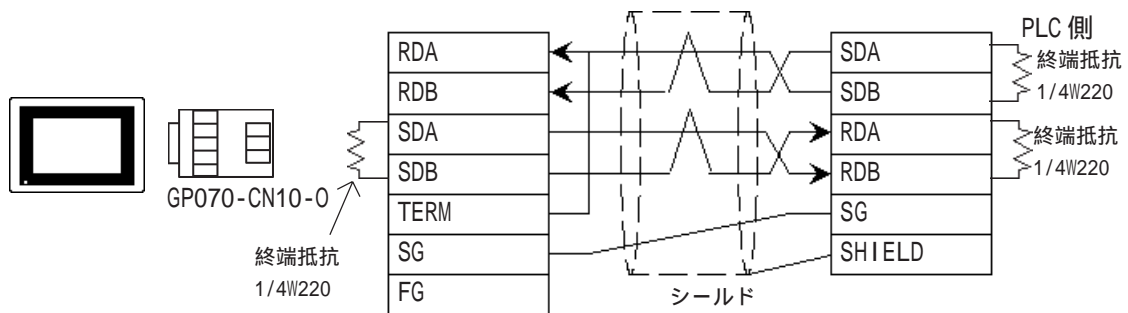 PLC 側
RDA
RDB
SDA
SDB
TERM
SG
FG
GP070-CN10-O
終端抵抗
1/4W220
シールド
SDA
SDB
RDA
RDB
SG
SHIELD
終端抵抗
1/4W220
終端抵抗
1/4W220